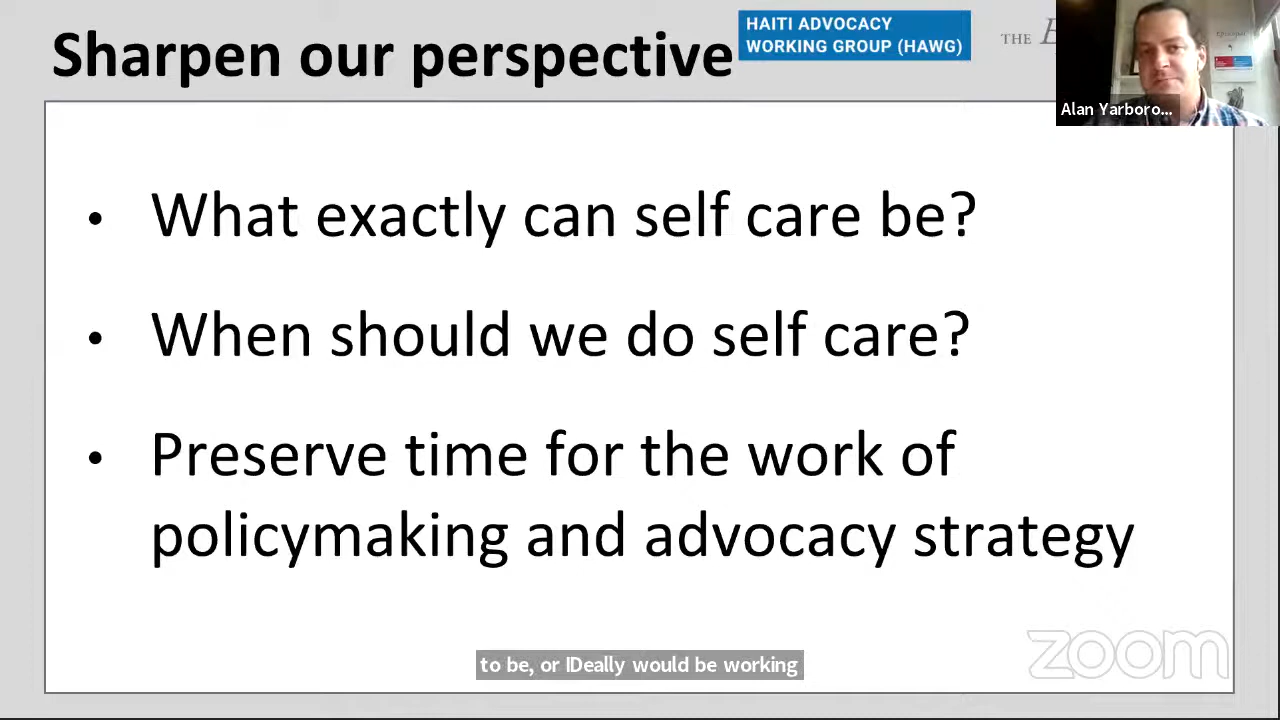 Sharpen our perspective
HAITI ADVOCACY
WORKING GROUP (HAWG)
THE
Alan Yarboro...
• What exactly can self care be?
• When should we do self care?
• Preserve time for the work of
policymaking and advocacy strategy
to be, or IDeally would be working
zoom